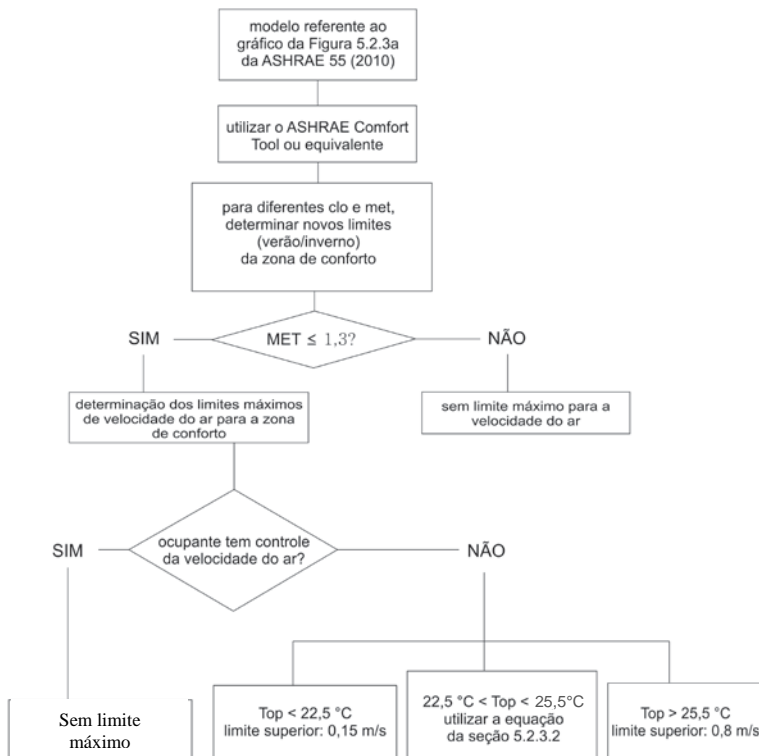 modelo referente ao
gráfico da Figura 5.2.3a
da ASHRAE 55 (2010)
utilizar o ASHRAE Comfort
Tool ou equivalente
para diferentes clo e met,
determinar novos limites
(verão/inverno)
da zona de conforto
SIM
MET ≤ 1,3?
NÃO
determinação dos limites máximos
de velocidade do ar para a zona
de conforto
sem limite máximo para a
velocidade do ar
SIM
ocupante tem controle
da velocidade do ar?
NÃO
Sem limite
máximo
Top < 22,5 °C
limite superior: 0,15 m/s
22,5 °C < Top < 25,5°C
utilizar a equação
da seção 5.2.3.2
Top > 25,5 °C
limite superior: 0,8 m/s